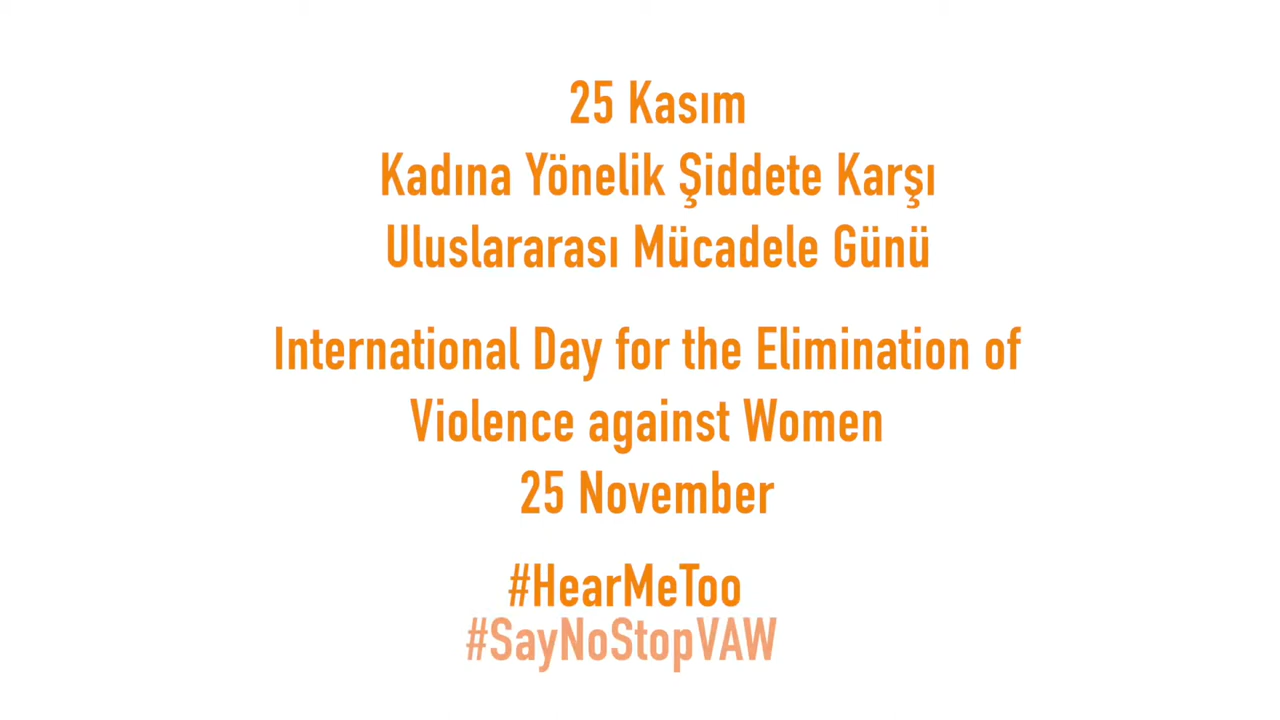 25 Kasım
Kadına Yönelik Şiddete Karşı
Uluslararası Mücadele Günü
International Day for the Elimination of
Violence against Women
25 November
#HearMeToo
#SayNoStopVAW